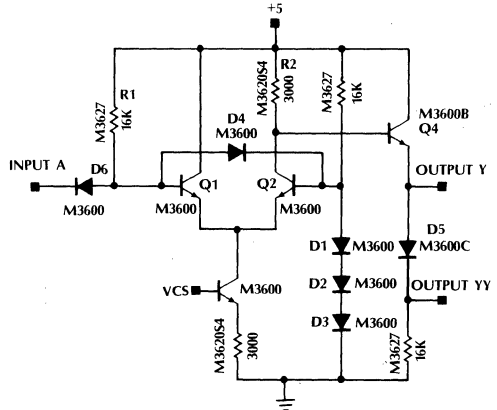 +5
R2
M3620S4
3000
M3627
16K
R1
M3627
16K
D4
M3600
M3600B
Q4
INPUT A
D6
M3600
Q1
M3600
Q2
M3600
OUTPUT Y
D1
M3600
D5
M3600C
D2
M3600
D3
M3600
OUTPUT YY
VCS
M3600
M3620S4
3000
M3627
16K